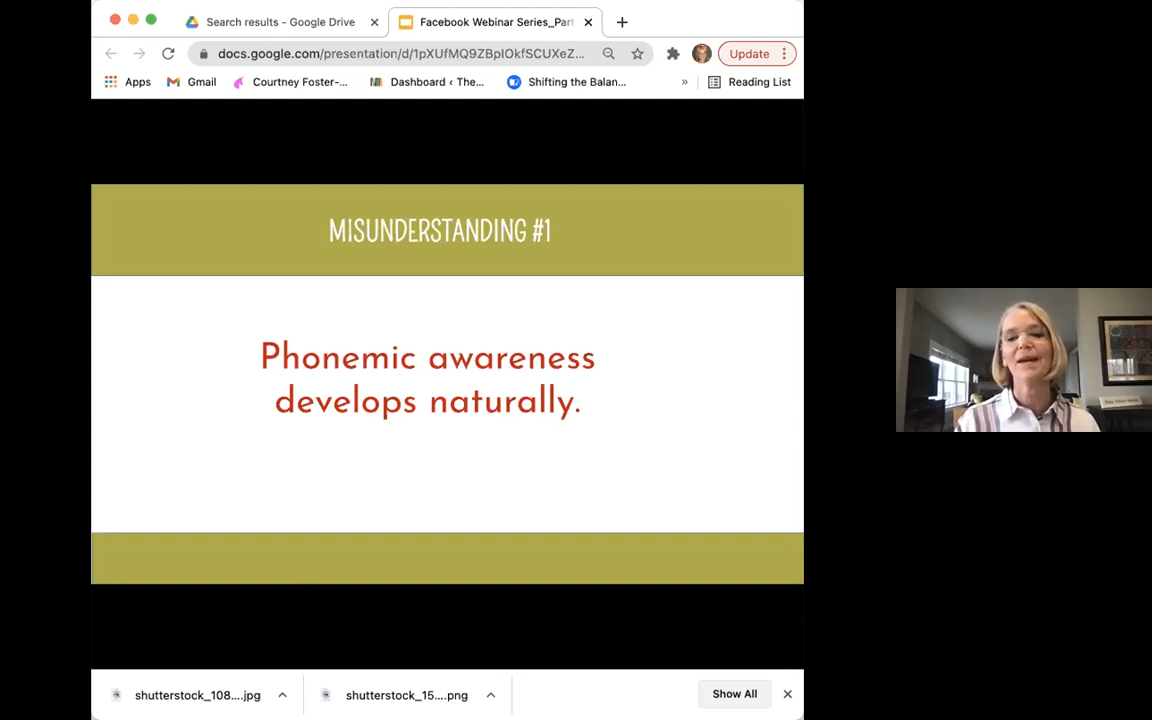 Search results - Google Drive
Facebook Webinar Series_Part
docs.google.com/presentation/d/1pXUfMQ9ZBpIOkfSCUXeZ...
Update
Apps
Gmail
Courtney Foster-...
Dashboard ‹ The...
Shifting the Balan...
»
Reading List
MISUNDERSTANDING #1
Phonemic awareness
develops naturally.
shutterstock_108....jpg
shutterstock_15....png
Show All